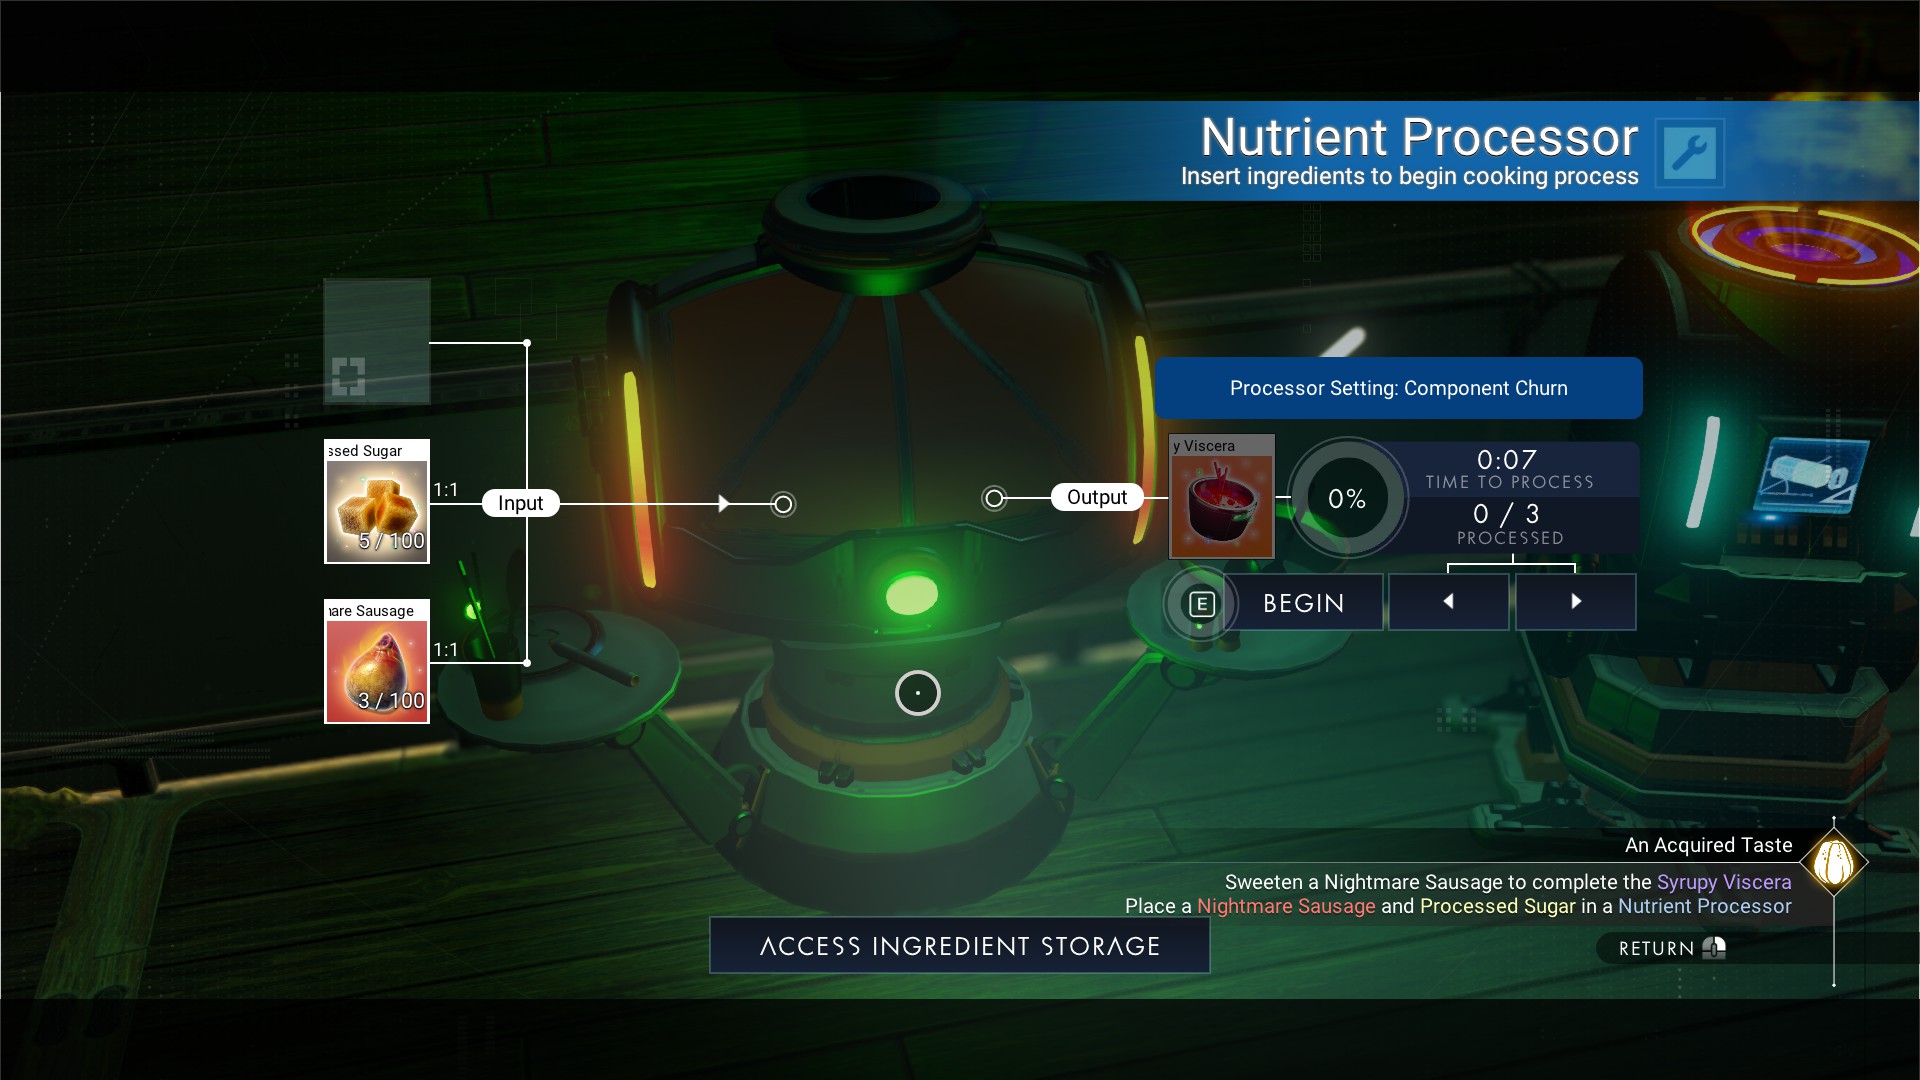 Nutrient Processor
Insert ingredients to begin cooking process
Processor Setting: Component Churn
ssed Sugar
1:1
5 / 100
Input
Output
y Viscera
0%
0:07
TIME TO PROCESS
0 / 3
PROCESSED
E
BEGIN
are Sausage
1:1
3 / 100
An Acquired Taste
Sweeten a Nightmare Sausage to complete the Syrupy Viscera
Place a Nightmare Sausage and Processed Sugar in a Nutrient Processor
ACCESS INGREDIENT STORAGE
RETURN